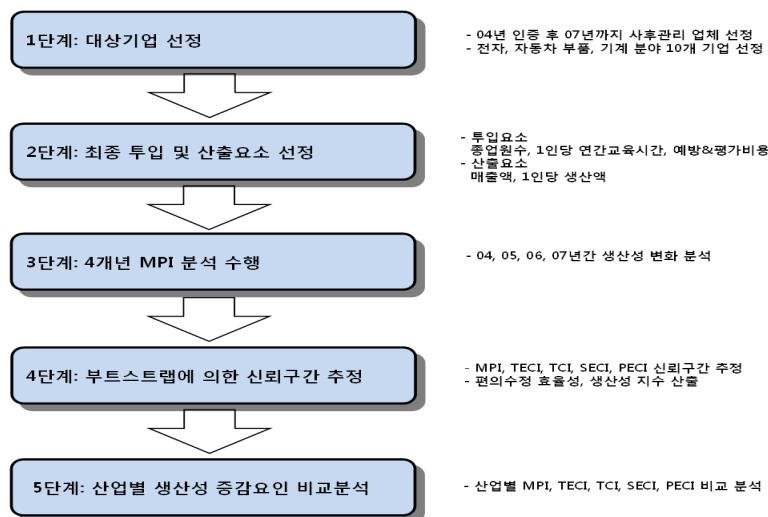 1단계: 대상기업 선정
- 04년 인증 후 07년까지 사후관리 업체 선정
- 전자, 자동차 부품, 기계 분야 10개 기업 선정
2단계: 최종 투입 및 산출요소 선정
- 투입요소
종업원수, 1인당 연간교육시간, 예방&평가비용
- 산출요소
매출액, 1인당 생산액
3단계: 4개년 MPI 분석 수행
- 04, 05, 06, 07년간 생산성 변화 분석
4단계: 부트스트랩에 의한 신뢰구간 추정
- MPI, TECI, TCI, SECI, PECI 신뢰구간 추정
- 편의수정 효율성, 생산성 지수 산출
5단계: 산업별 생산성 증감요인 비교분석
- 산업별 MPI, TECI, TCI, SECI, PECI 비교 분석